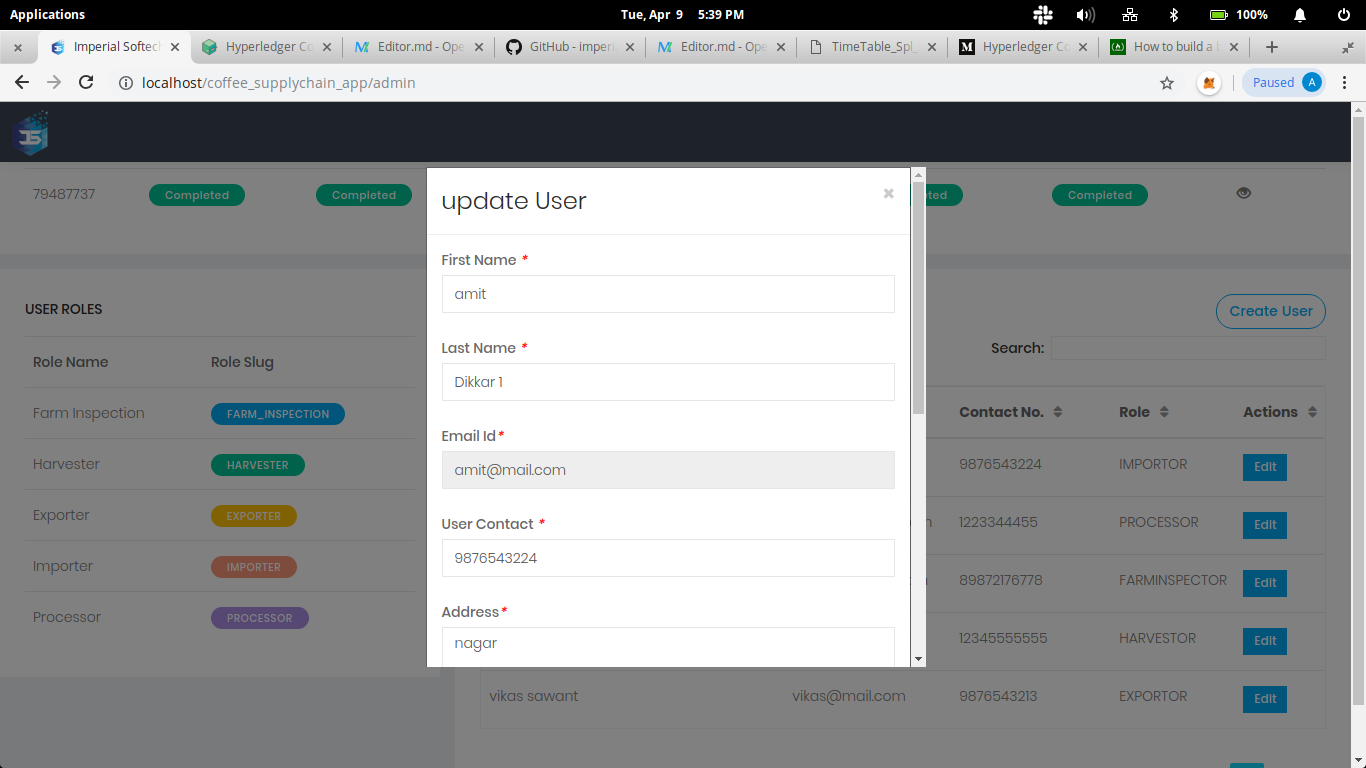 Applications
Tue, Apr 9 5:39 PM
100%
Imperial Softec
Hyperledger Co
Editor.md - Ope
GitHub - imperi
Editor.md - Ope
TimeTable_Spl_
Hyperledger Co
How to build a b
localhost/coffee_supplychain_app/admin
Paused
A
JS
79487737
Completed
Completed
eted
Completed
update User
×
First Name *
amit
Last Name *
Dikkar 1
Email Id*
amit@mail.com
User Contact *
9876543224
Address*
nagar
USER ROLES
Role Name Role Slug
Farm Inspection FARM_INSPECTION
Harvester HARVESTER
Exporter EXPORTER
Importer IMPORTER
Processor PROCESSOR
Create User
Search:
Contact No. Role Actions
9876543224 IMPORTOR Edit
1223344455 PROCESSOR Edit
89872176778 FARMINSPECTOR Edit
12345555555 HARVESTOR Edit
vikas sawant vikas@mail.com 9876543213 EXPORTOR Edit